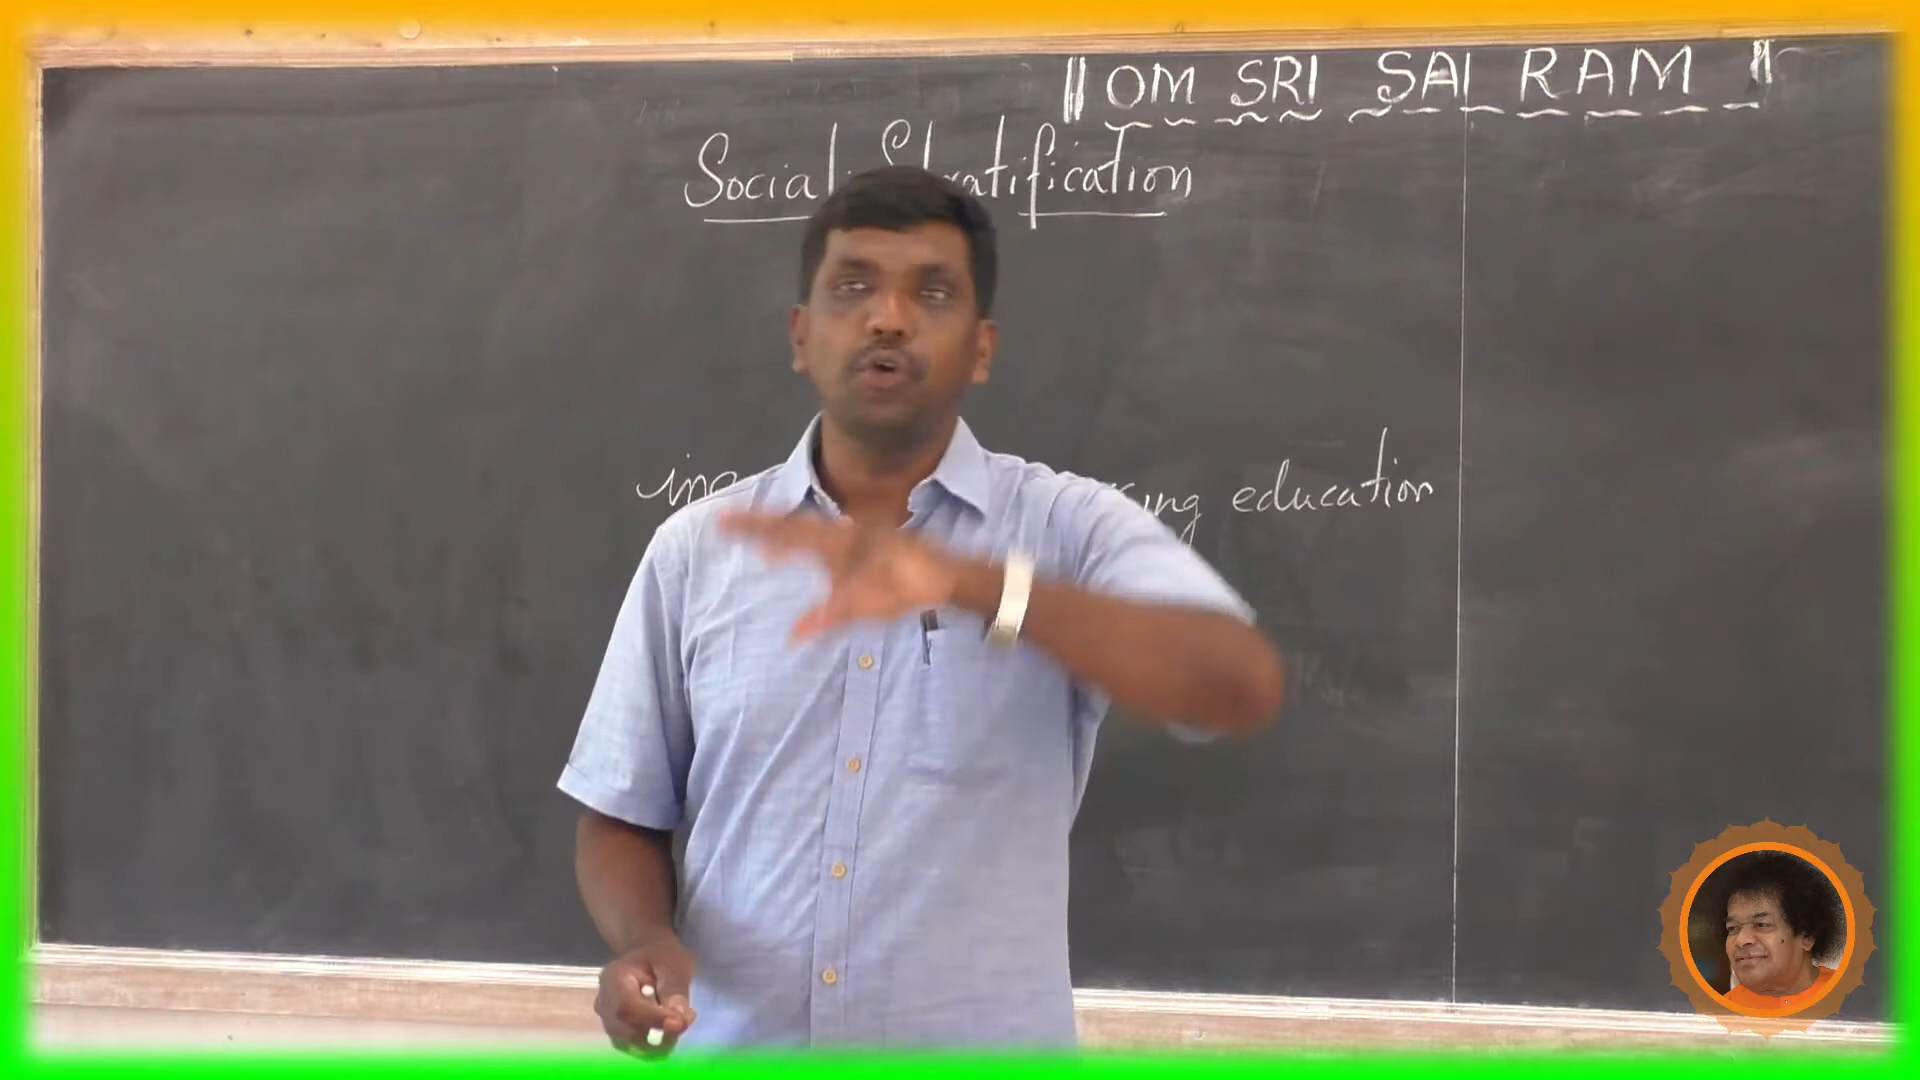 || OM SRI SAI RAM ||
Social Stratification
education